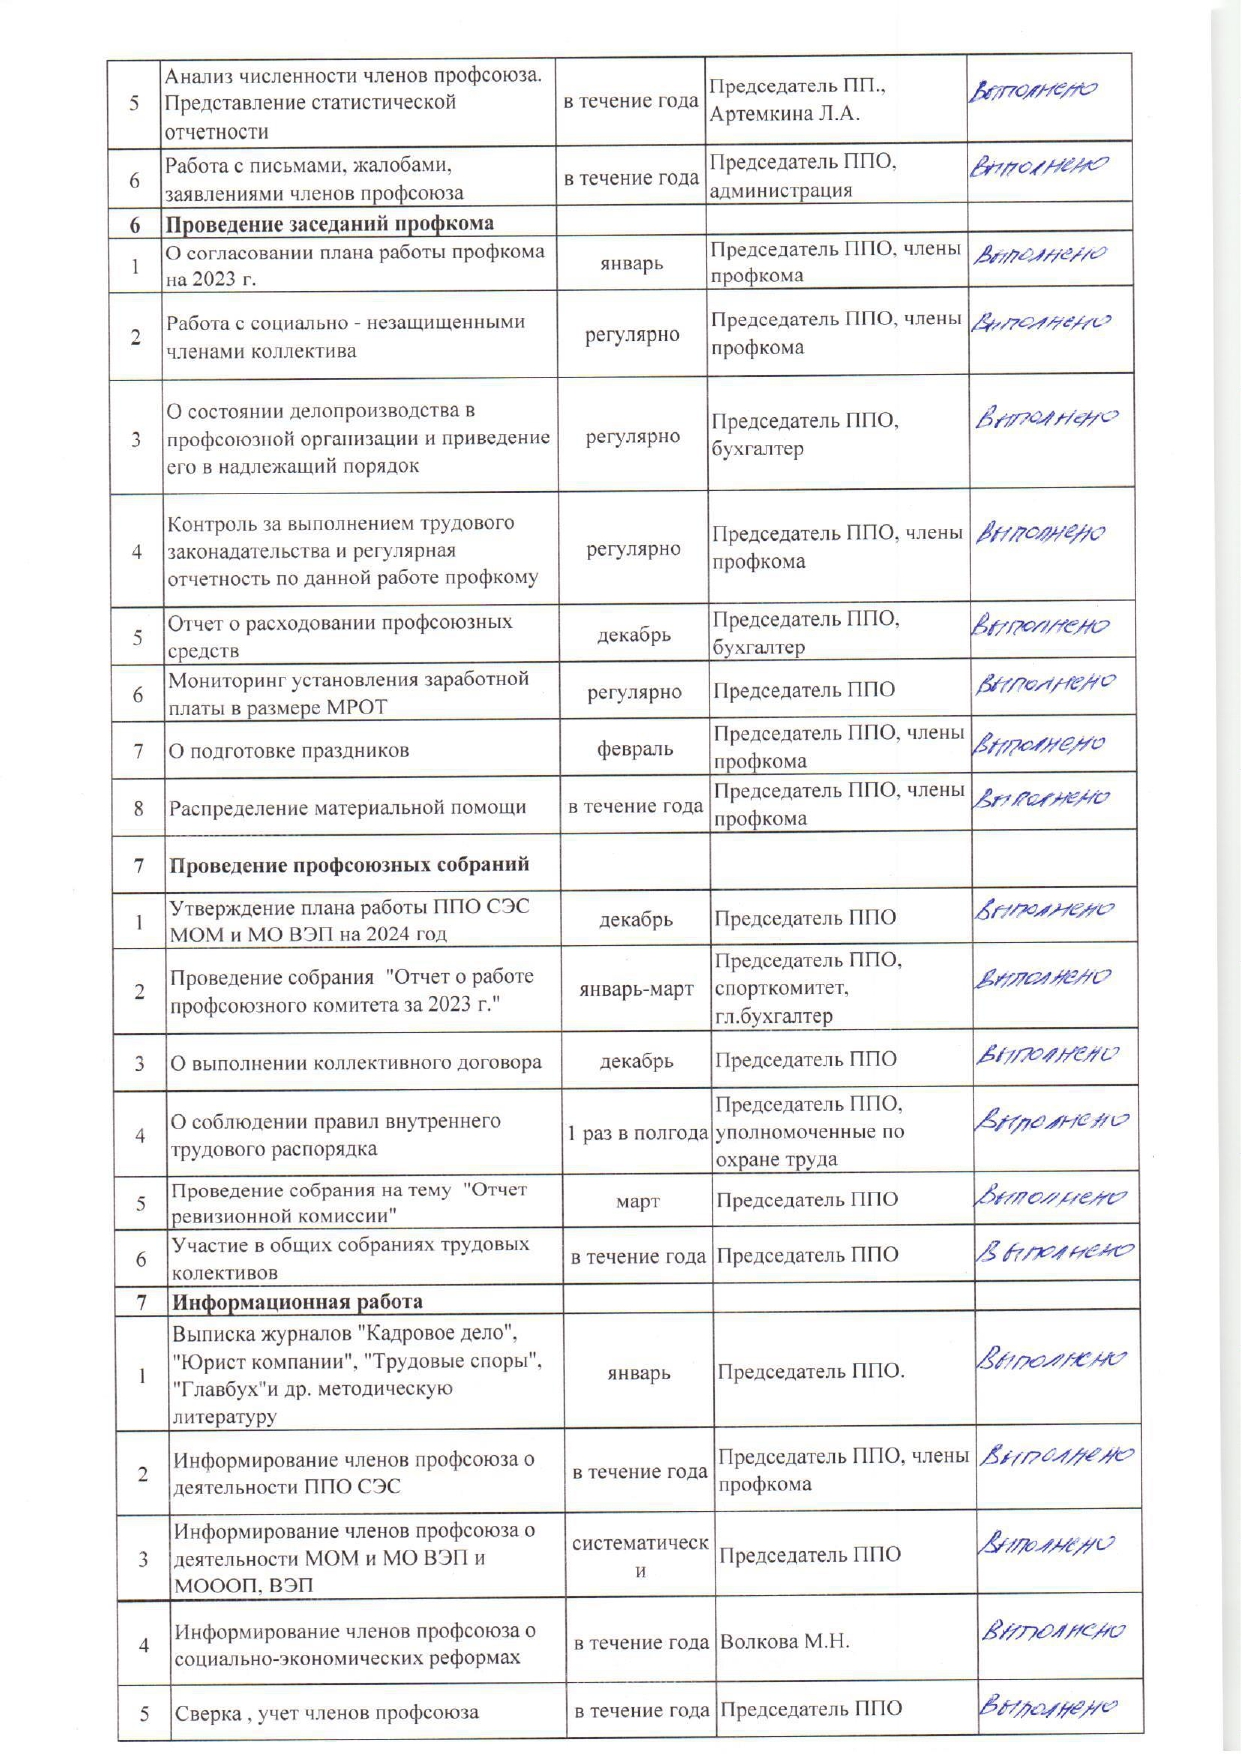 5
Анализ численности членов профсоюза.
Представление статистической
отчетности
в течение года
Председатель ПП.,
Артемкина Л.А.
Выполнено
6
Работа с письмами, жалобами,
заявлениями членов профсоюза
в течение года
Председатель ППО,
администрация
Выполнено
6 Проведение заседаний профкома
1
О согласовании плана работы профкома
на 2023 г.
январь
Председатель ППО, члены
профкома
Выполнено
2
Работа с социально - незащищенными
членами коллектива
регулярно
Председатель ППО, члены
профкома
Выполнено
3
О состоянии делопроизводства в
профсоюзной организации и приведение
его в надлежащий порядок
регулярно
Председатель ППО,
бухгалтер
Выполнено
4
Контроль за выполнением трудового
законадательства и регулярная
отчетность по данной работе профкому
регулярно
Председатель ППО, члены
профкома
Выполнено
5
Отчет о расходовании профсоюзных
средств
декабрь
Председатель ППО,
бухгалтер
Выполнено
6
Мониторинг установления заработной
платы в размере МРОТ
регулярно
Председатель ППО
Выполнено
7
О подготовке праздников
февраль
Председатель ППО, члены
профкома
Выполнено
8
Распределение материальной помощи
в течение года
Председатель ППО, члены
профкома
Выполнено
7 Проведение профсоюзных собраний
1
Утверждение плана работы ППО СЭС
МОМ и МО ВЭП на 2024 год
декабрь
Председатель ППО
Выполнено
2
Проведение собрания "Отчет о работе
профсоюзного комитета за 2023 г."
январь-март
Председатель ППО,
спорткомитет,
гл.бухгалтер
Выполнено
3
О выполнении коллективного договора
декабрь
Председатель ППО
Выполнено
4
О соблюдении правил внутреннего
трудового распорядка
1 раз в полгода
Председатель ППО,
уполномоченные по
охране труда
Выполнено
5
Проведение собрания на тему "Отчет
ревизионной комиссии"
март
Председатель ППО
Выполнено
6
Участие в общих собраниях трудовых
колективов
в течение года
Председатель ППО
Выполнено
7 Информационная работа
1
Выписка журналов "Кадровое дело",
"Юрист компании", "Трудовые споры",
"Главбух"и др. методическую
литературу
январь
Председатель ППО.
Выполнено
2
Информирование членов профсоюза о
деятельности ППО СЭС
в течение года
Председатель ППО, члены
профкома
Выполнено
3
Информирование членов профсоюза о
деятельности МОМ и МО ВЭП и
МОООП, ВЭП
систематическ
и
Председатель ППО
Выполнено
4
Информирование членов профсоюза о
социально-экономических реформах
в течение года
Волкова М.Н.
Выполнено
5
Сверка , учет членов профсоюза
в течение года
Председатель ППО
Выполнено